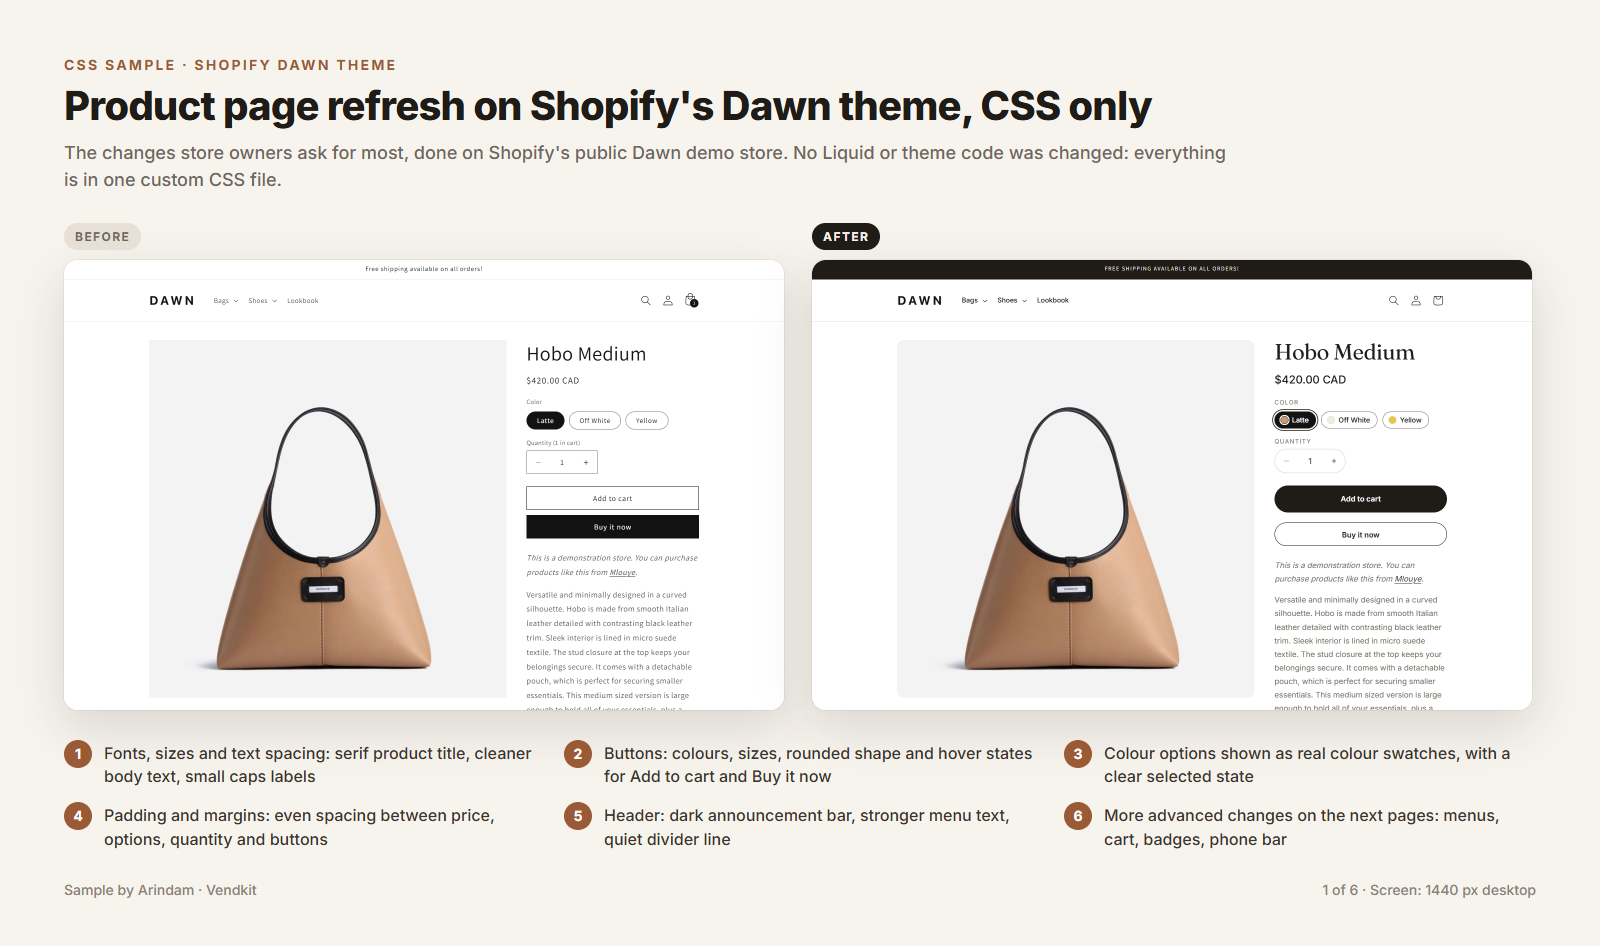 CSS SAMPLE · SHOPIFY DAWN THEME
Product page refresh on Shopify's Dawn theme, CSS only
The changes store owners ask for most, done on Shopify's public Dawn demo store. No Liquid or theme code was changed: everything
is in one custom CSS file.
BEFORE
Free shipping available on all orders!
DAWN Bags Shoes Lookbook
Hobo Medium
$420.00 CAD
Color
Latte Off White Yellow
Quantity (1 in cart)
− 1 +
Add to cart
Buy it now
This is a demonstration store. You can purchase
products like this from Mlouye.
Versatile and minimally designed in a curved
silhouette. Hobo is made from smooth Italian
leather detailed with contrasting black leather
trim. Sleek interior is lined in micro suede
textile. The stud closure at the top keeps your
belongings secure. It comes with a detachable
pouch, which is perfect for securing smaller
essentials. This medium sized version is large
enough to hold all of your essentials, plus a
AFTER
FREE SHIPPING AVAILABLE ON ALL ORDERS!
DAWN Bags Shoes Lookbook
Hobo Medium
$420.00 CAD
COLOR
Latte Off White Yellow
QUANTITY
− 1 +
Add to cart
Buy it now
This is a demonstration store. You can
purchase products like this from Mlouye.
Versatile and minimally designed in a curved
silhouette. Hobo is made from smooth Italian
leather detailed with contrasting black leather
trim. Sleek interior is lined in micro suede
textile. The stud closure at the top keeps your
belongings secure. It comes with a detachable
pouch, which is perfect for securing smaller
essentials. This medium sized version is large
enough to hold all of your essentials, plus a
1 Fonts, sizes and text spacing: serif product title, cleaner
body text, small caps labels
2 Buttons: colours, sizes, rounded shape and hover states
for Add to cart and Buy it now
3 Colour options shown as real colour swatches, with a
clear selected state
4 Padding and margins: even spacing between price,
options, quantity and buttons
5 Header: dark announcement bar, stronger menu text,
quiet divider line
6 More advanced changes on the next pages: menus,
cart, badges, phone bar
Sample by Arindam · Vendkit
1 of 6 · Screen: 1440 px desktop